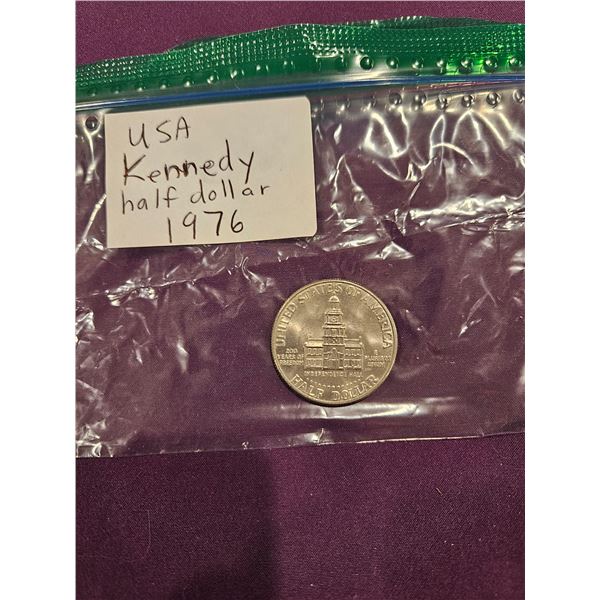 USA
Kennedy
half dollar
1976
UNITED STATES OF AMERICA
200
YEARS OF
FREEDOM
E
PLURIBUS
UNUM
INDEPENDENCE HALL
HALF DOLLAR